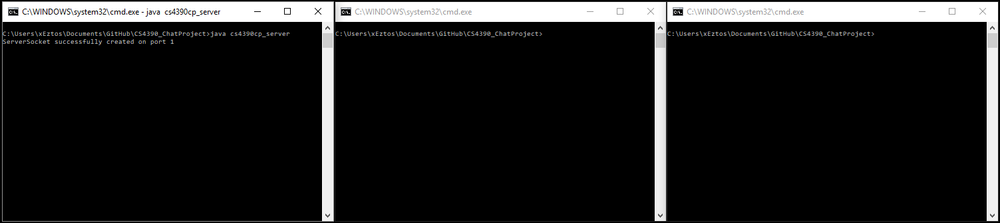 C:\WINDOWS\system32\cmd.exe - java  cs4390cp_server
C:\Users\xEztos\Documents\GitHub\CS4390_ChatProject>java cs4390cp_server
ServerSocket successfully created on port 1
C:\WINDOWS\system32\cmd.exe
C:\Users\xEztos\Documents\GitHub\CS4390_ChatProject>
C:\WINDOWS\system32\cmd.exe
C:\Users\xEztos\Documents\GitHub\CS4390_ChatProject>